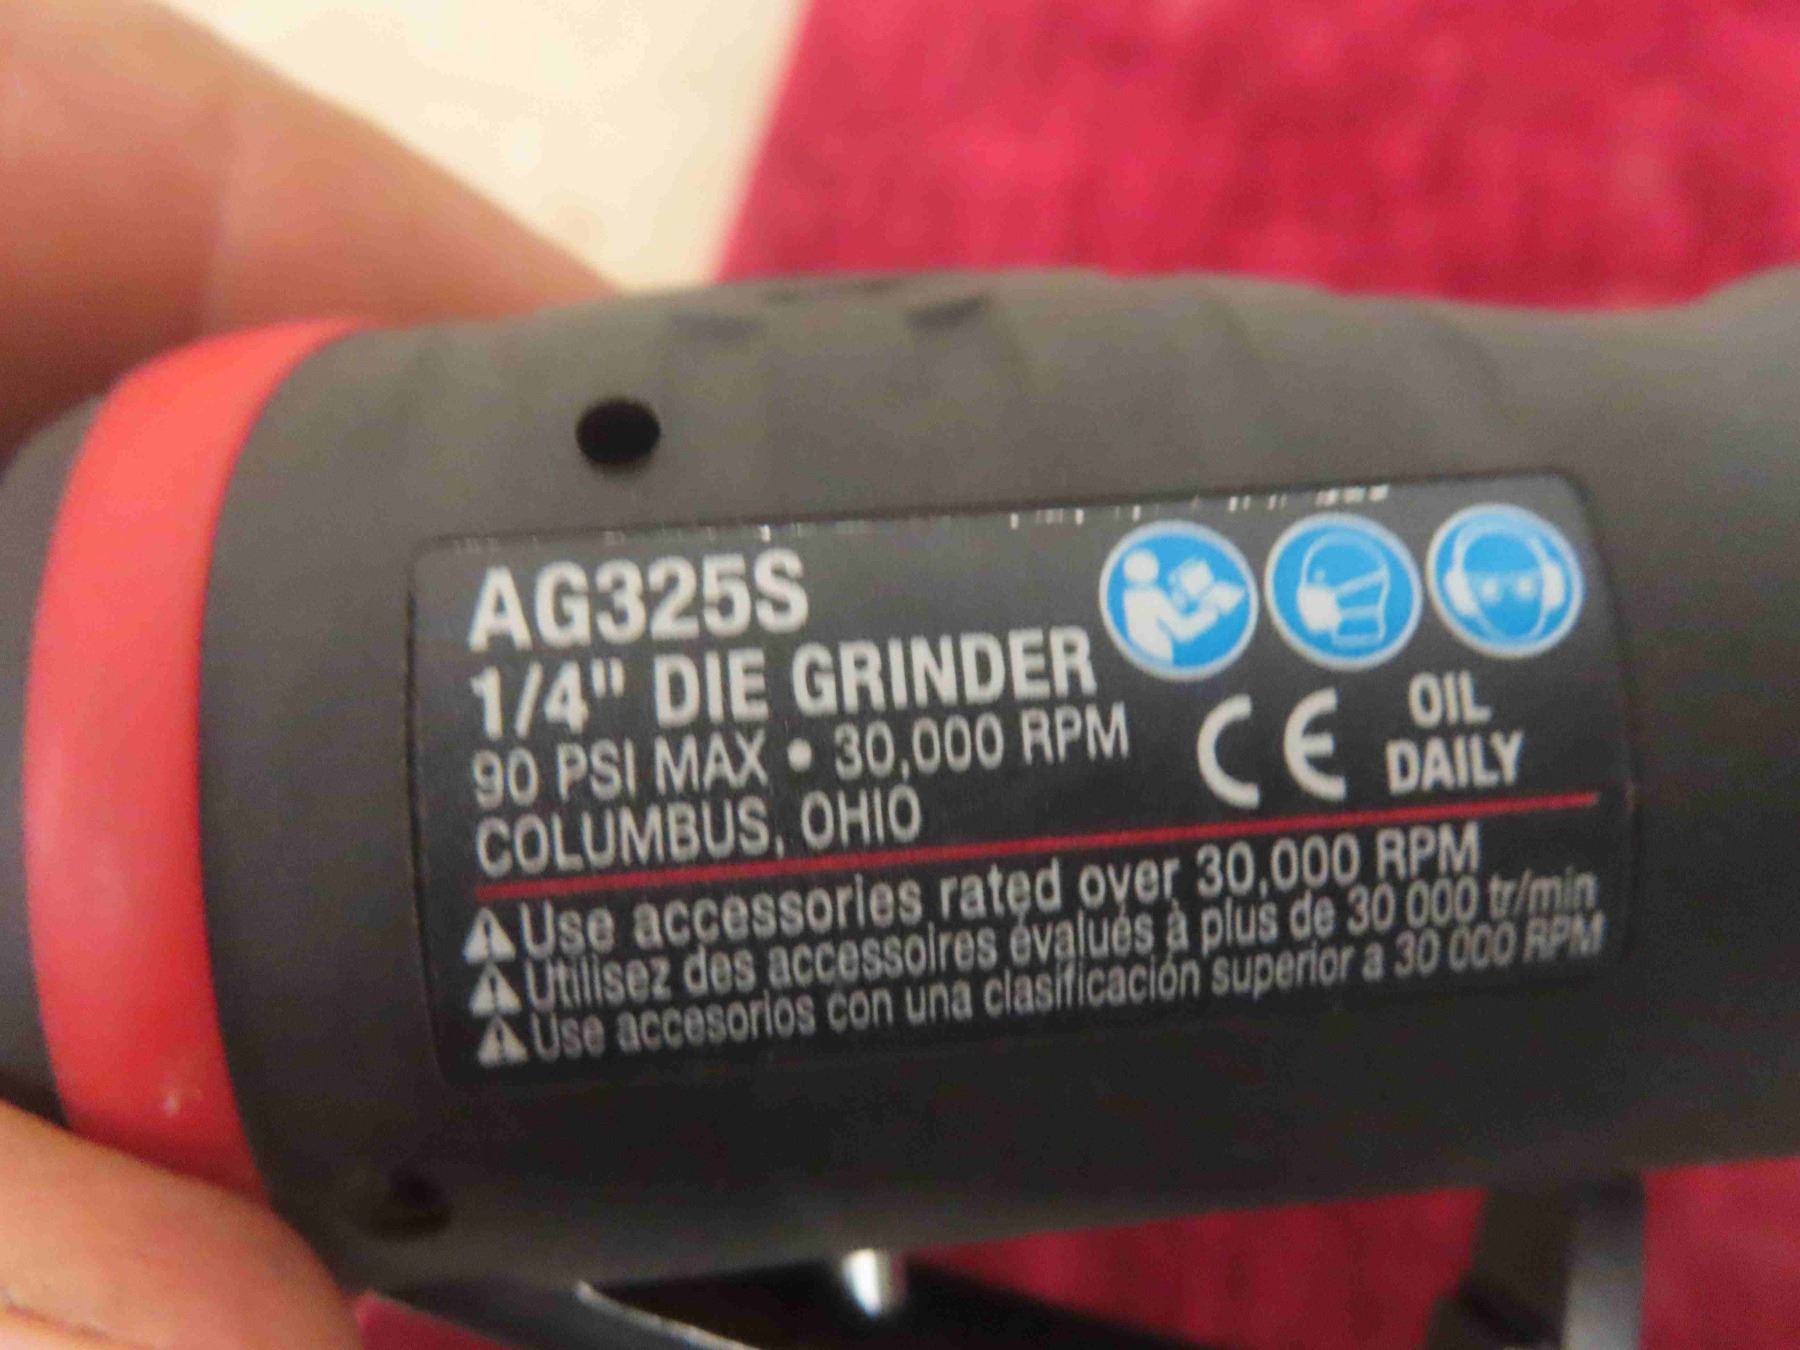 AG325S
1/4" DIE GRINDER
90 PSI MAX • 30,000 RPM
COLUMBUS, OHIO
CE
OIL
DAILY
Use accessories rated over 30,000 RPM
Utilisez des accessoires évalués à plus de 30 000 tr/min
Use accesorios con una clasificación superior a 30 000 RPM